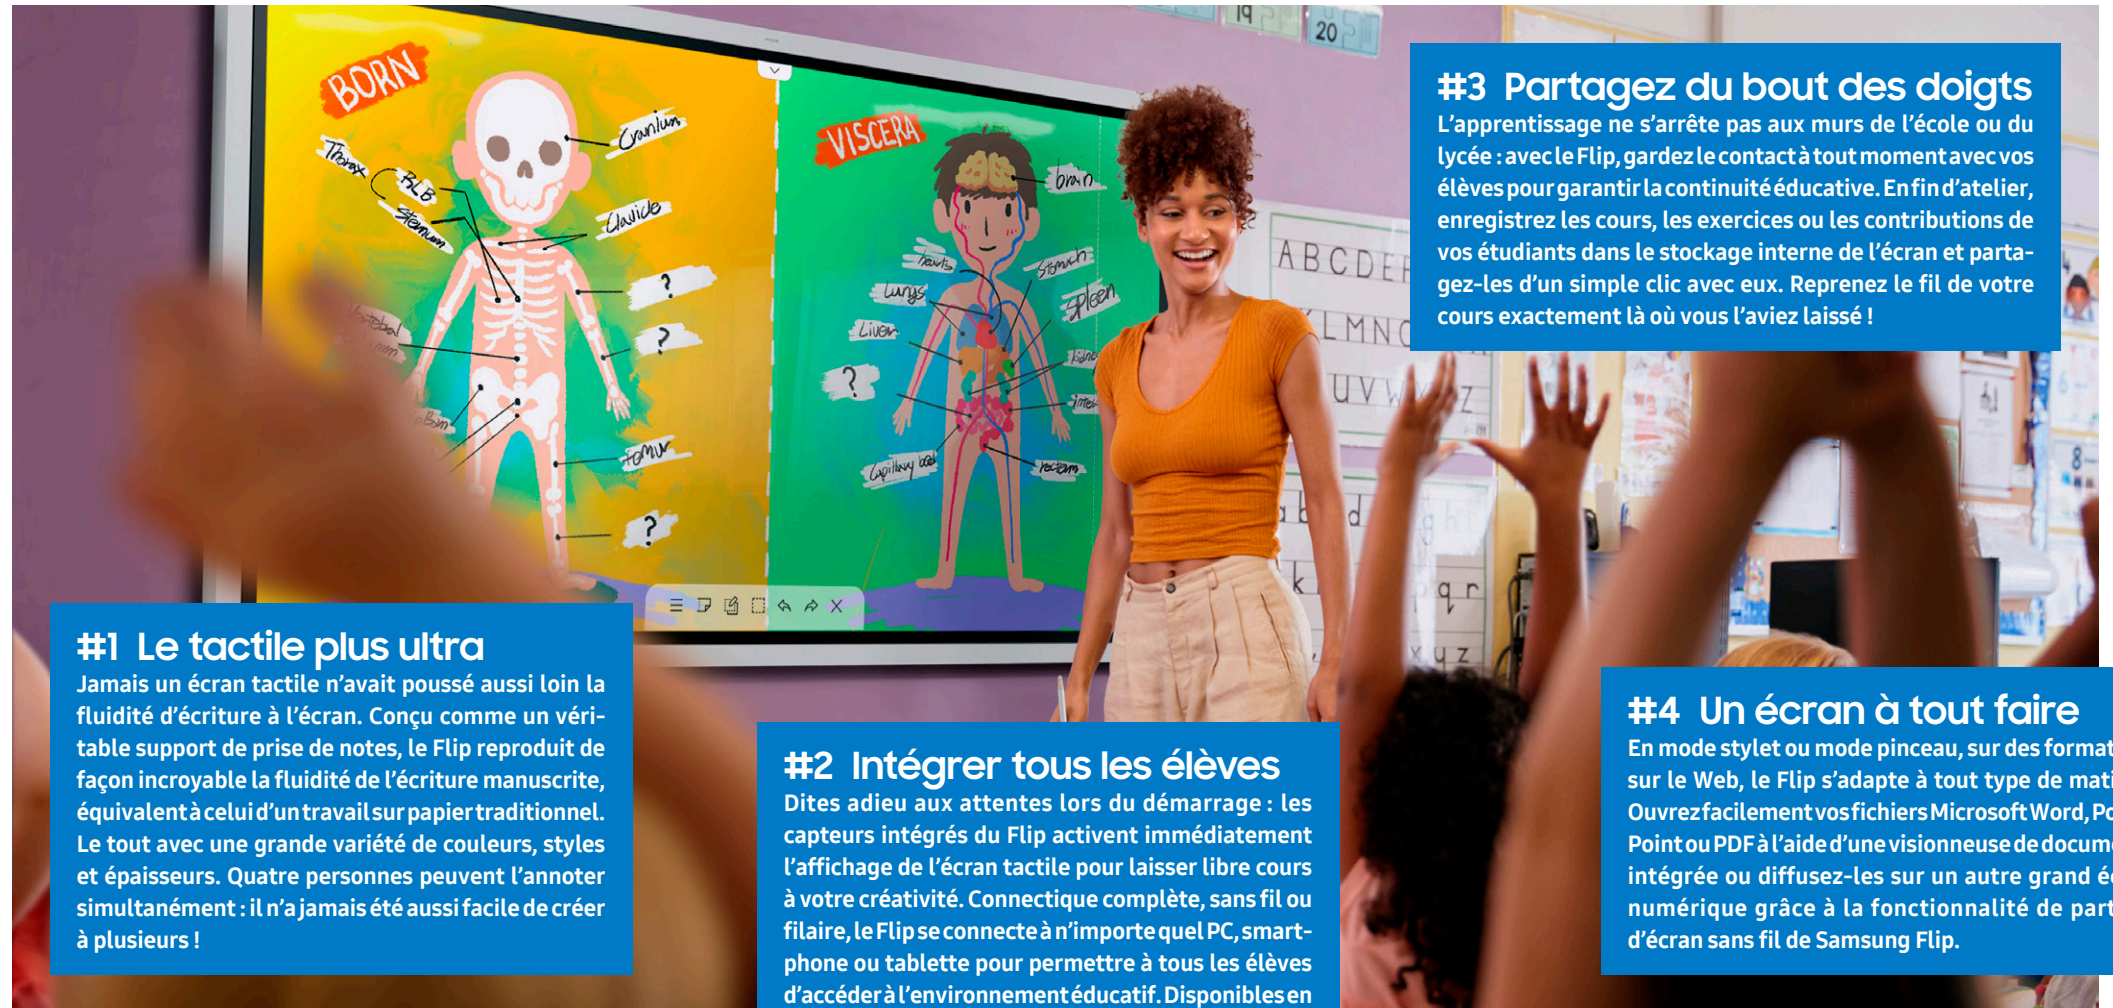 19
20
BORN
Cranium
Thorax
RLB
Sternum
Clavicle
?
?
Vertebral
femur
?
VISCERA
brain
hearts
Stomach
Lungs
Spleen
Liver
?
Capillary bed
rectum
A B C D E
L M N
U V W X Y Z
x y z
8
#1 Le tactile plus ultra
Jamais un écran tactile n’avait poussé aussi loin la
fluidité d’écriture à l’écran. Conçu comme un véri-
table support de prise de notes, le Flip reproduit de
façon incroyable la fluidité de l’écriture manuscrite,
équivalent à celui d’un travail sur papier traditionnel.
Le tout avec une grande variété de couleurs, styles
et épaisseurs. Quatre personnes peuvent l’annoter
simultanément : il n’a jamais été aussi facile de créer
à plusieurs !
#2 Intégrer tous les élèves
Dites adieu aux attentes lors du démarrage : les
capteurs intégrés du Flip activent immédiatement
l’affichage de l’écran tactile pour laisser libre cours
à votre créativité. Connectique complète, sans fil ou
filaire, le Flip se connecte à n’importe quel PC, smart-
phone ou tablette pour permettre à tous les élèves
d’accéder à l’environnement éducatif. Disponibles en
#3 Partagez du bout des doigts
L’apprentissage ne s’arrête pas aux murs de l’école ou du
lycée : avec le Flip, gardez le contact à tout moment avec vos
élèves pour garantir la continuité éducative. En fin d’atelier,
enregistrez les cours, les exercices ou les contributions de
vos étudiants dans le stockage interne de l’écran et parta-
gez-les d’un simple clic avec eux. Reprenez le fil de votre
cours exactement là où vous l’aviez laissé !
#4 Un écran à tout faire
En mode stylet ou mode pinceau, sur des format
sur le Web, le Flip s’adapte à tout type de mati
Ouvrez facilement vos fichiers Microsoft Word, Po
Point ou PDF à l’aide d’une visionneuse de docum
intégrée ou diffusez-les sur un autre grand é
numérique grâce à la fonctionnalité de part
d’écran sans fil de Samsung Flip.